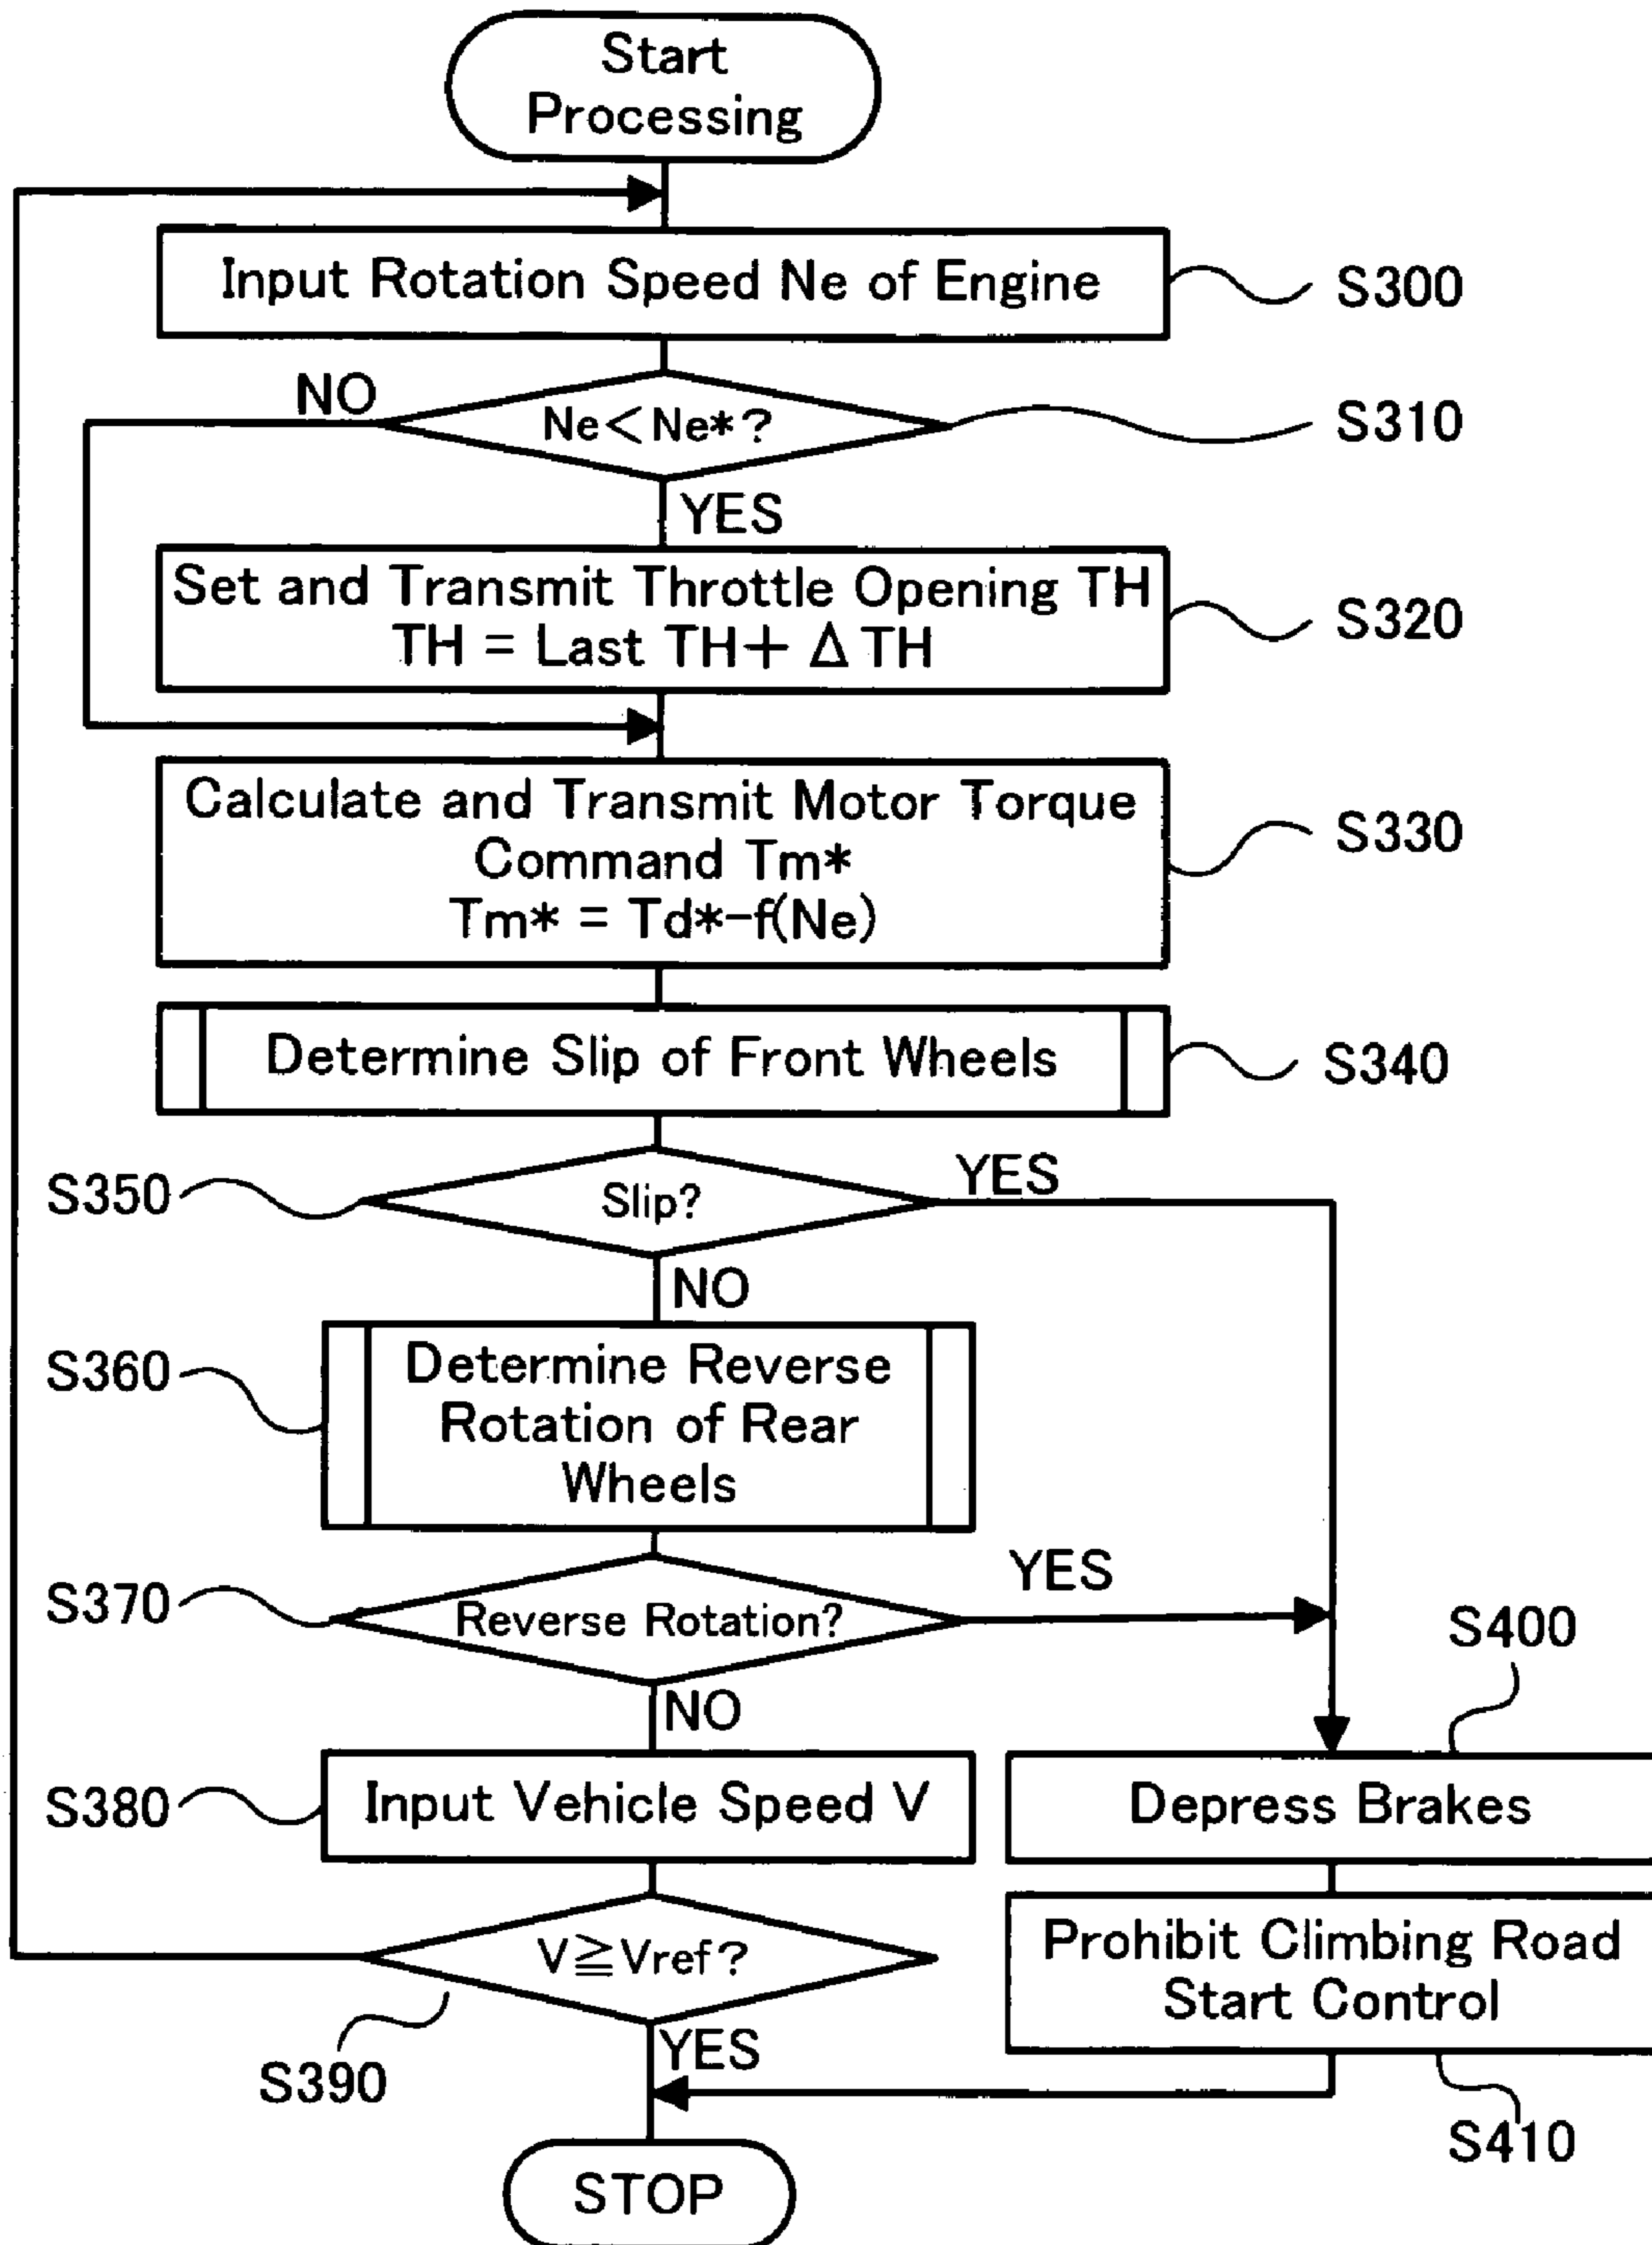 Start
Processing
Input Rotation Speed Ne of Engine
S300
NO
Ne<Ne*?
S310
YES
Set and Transmit Throttle Opening TH
TH = Last TH+ Δ TH
S320
Calculate and Transmit Motor Torque
Command Tm*
Tm* = Td*-f(Ne)
S330
Determine Slip of Front Wheels
S340
S350
Slip?
YES
NO
S360
Determine Reverse
Rotation of Rear
Wheels
S370
Reverse Rotation?
YES
NO
S400
S380
Input Vehicle Speed V
Depress Brakes
V≧Vref?
Prohibit Climbing Road
Start Control
S390
YES
S410
STOP